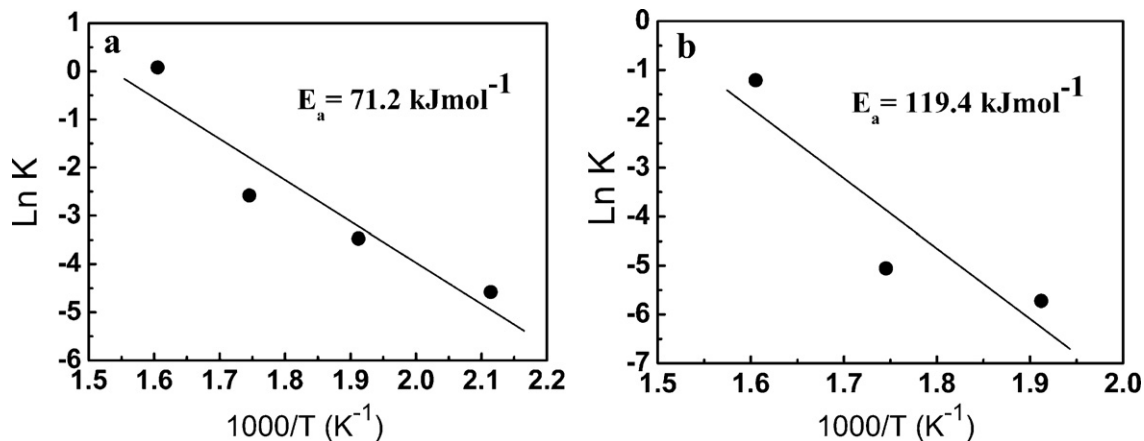 a
E_a = 71.2 kJmol^-1
Ln K
1
0
-1
-2
-3
-4
-5
-6
1.5 1.6 1.7 1.8 1.9 2.0 2.1 2.2
1000/T (K^-1)
b
E_a = 119.4 kJmol^-1
Ln K
0
-1
-2
-3
-4
-5
-6
-7
1.5 1.6 1.7 1.8 1.9 2.0
1000/T (K^-1)